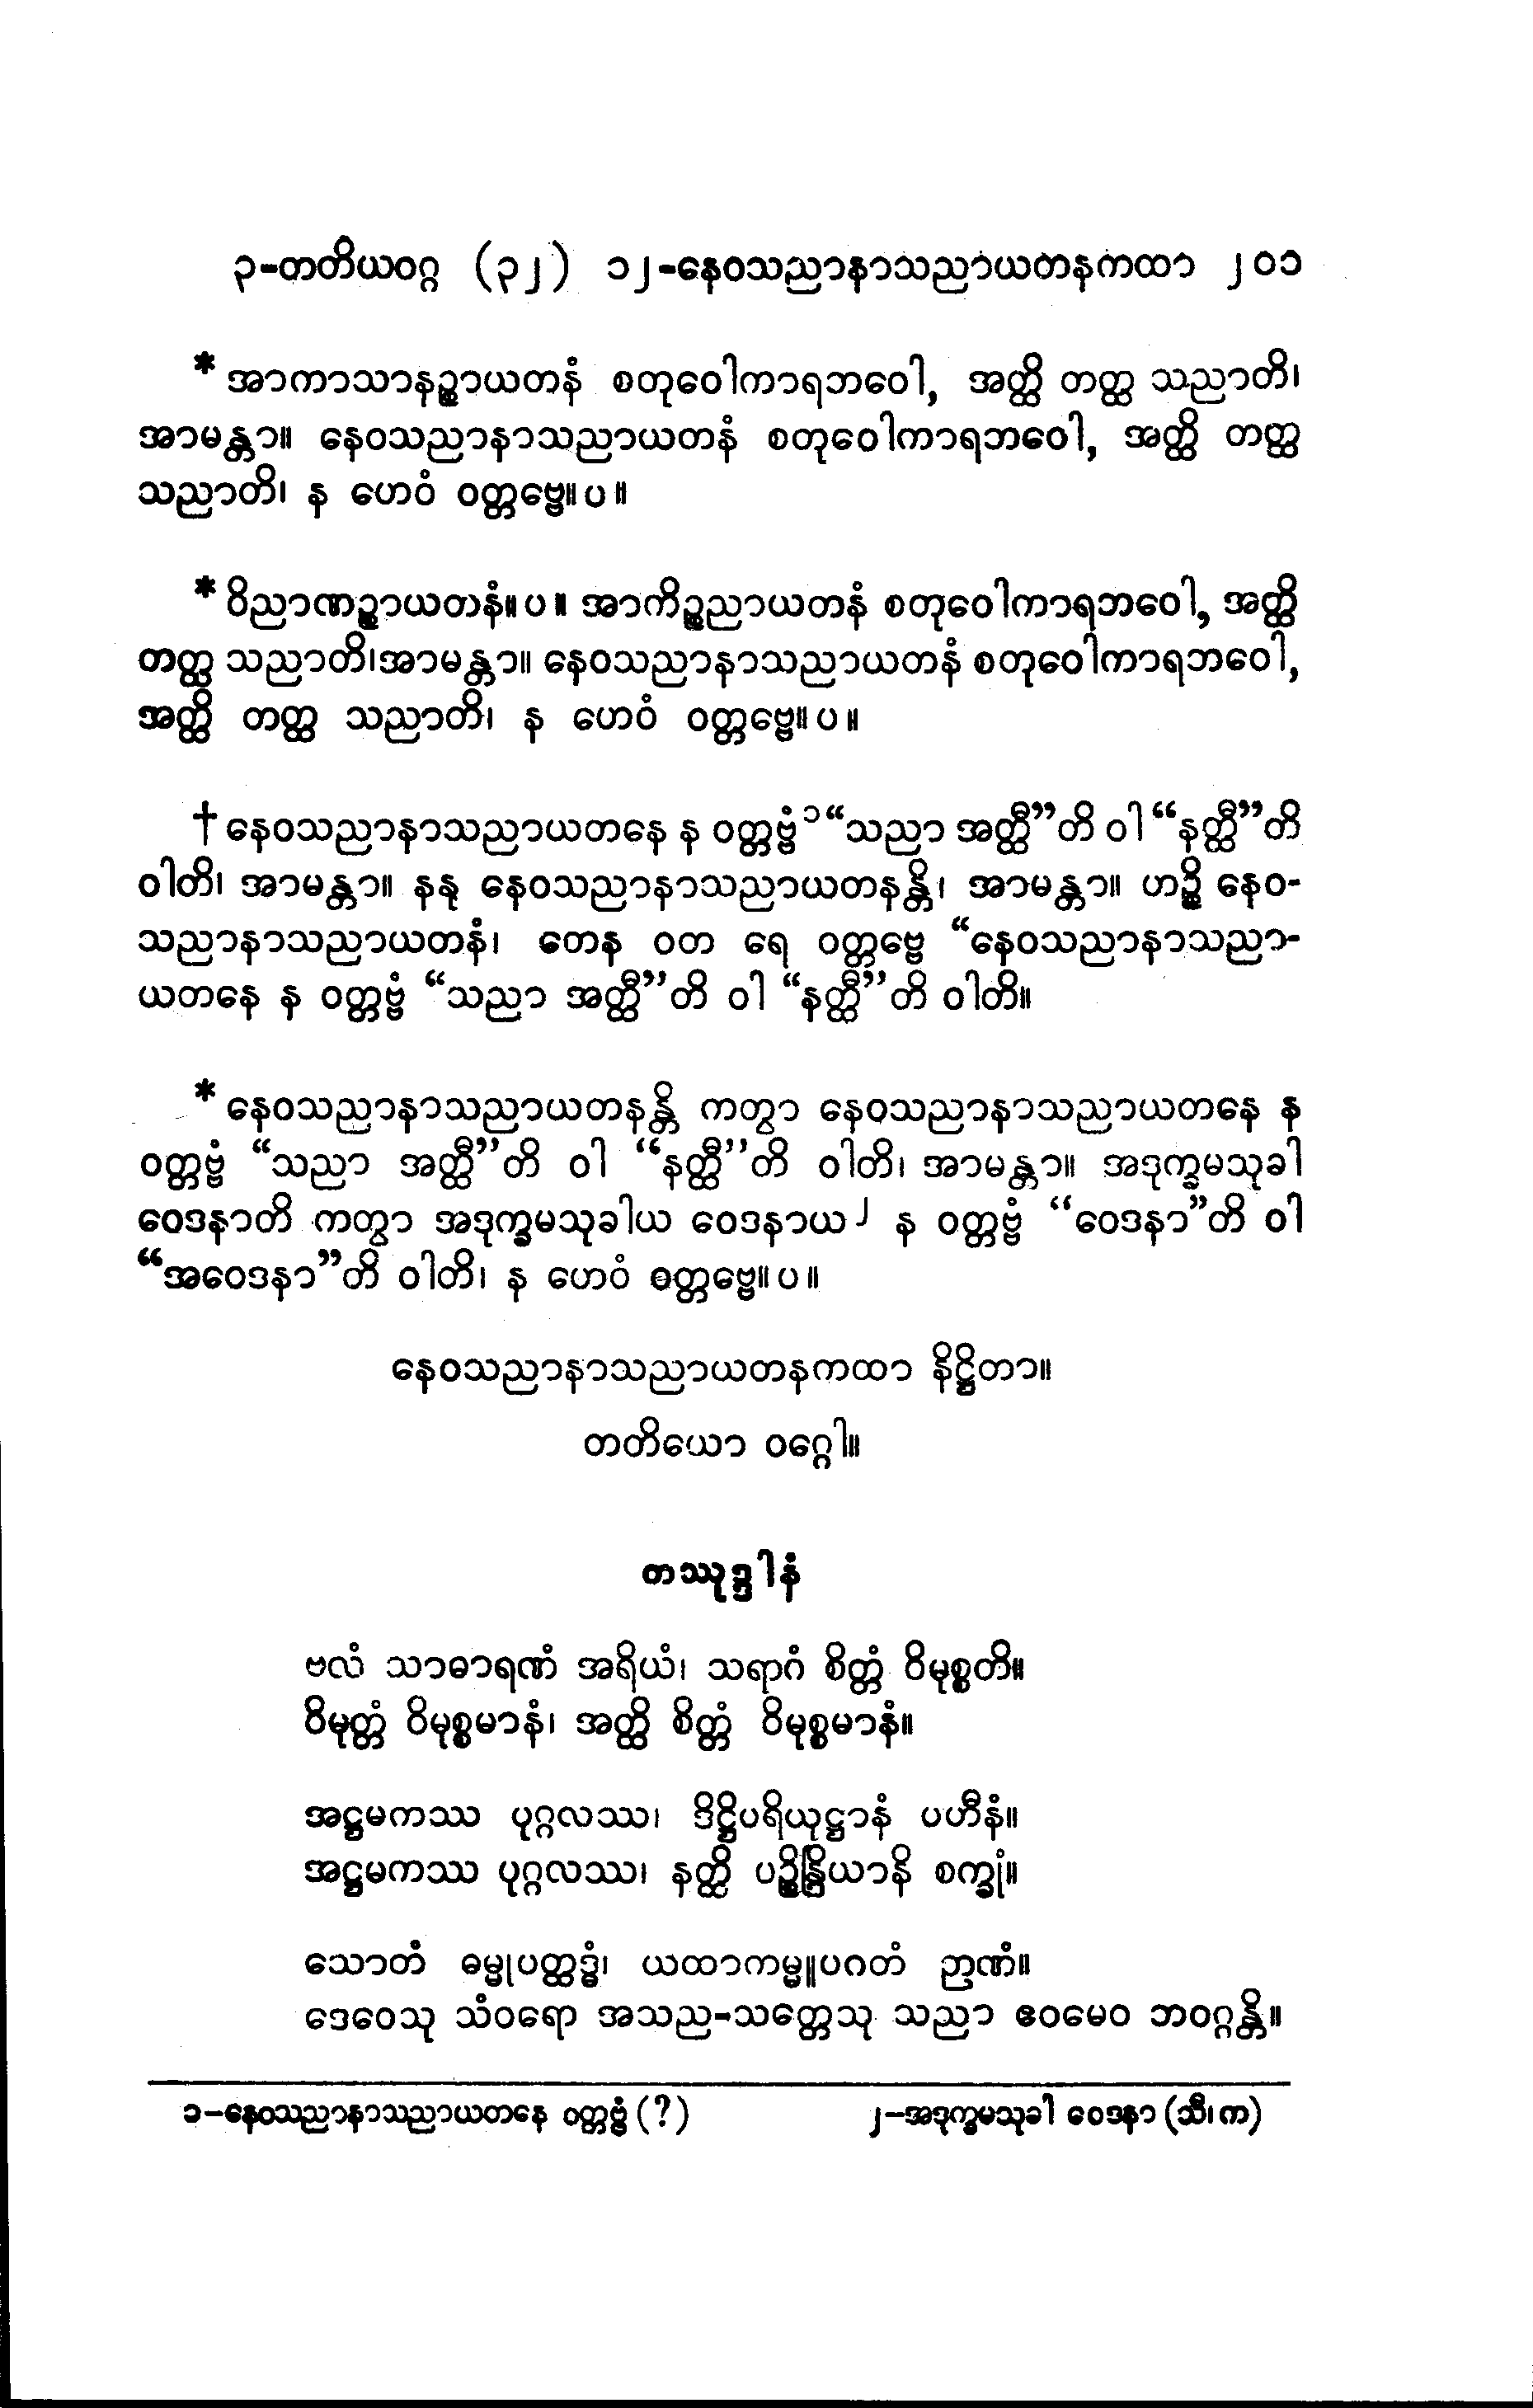 ၃-တတိယဝဂ္ဂ (၃၂) ၁၂-နေဝသညာနာသညာယတနကထာ ၂၀၁
* အာကာသာနဉ္စာယတနံ စတုဝေါကာရဘဝေါ, အတ္ထိ တတ္ထ သညာတိ၊
အာမန္တာ။ နေဝသညာနာသညာယတနံ စတုဝေါကာရဘဝေါ, အတ္ထိ တတ္ထ
သညာတိ၊ န ဟေဝံ ဝတ္တဗ္ဗေ။ ပ ။
* ဝိညာဏဉ္စာယတနံ။ ပ ။ အာကိဉ္စညာယတနံ စတုဝေါကာရဘဝေါ, အတ္ထိ
တတ္ထ သညာတိ၊အာမန္တာ။ နေဝသညာနာသညာယတနံ စတုဝေါကာရဘဝေါ,
အတ္ထိ တတ္ထ သညာတိ၊ န ဟေဝံ ဝတ္တဗ္ဗေ။ ပ ။
† နေဝသညာနာသညာယတနေ န ဝတ္တဗ္ဗံ၁ “သညာ အတ္ထီ”တိ ဝါ “နတ္ထီ”တိ
ဝါတိ၊ အာမန္တာ။ နနု နေဝသညာနာသညာယတနန္တိ၊ အာမန္တာ။ ဟဉ္စိ နေဝ-
သညာနာသညာယတနံ၊ တေန ဝတ ရေ ဝတ္တဗ္ဗေ “နေဝသညာနာသညာ-
ယတနေ န ဝတ္တဗ္ဗံ “သညာ အတ္ထီ”တိ ဝါ “နတ္ထီ”တိ ဝါတိ။
* နေဝသညာနာသညာယတနန္တိ ကတွာ နေဝသညာနာသညာယတနေ န
ဝတ္တဗ္ဗံ “သညာ အတ္ထီ”တိ ဝါ “နတ္ထီ”တိ ဝါတိ၊ အာမန္တာ။ အဒုက္ခမသုခါ
ဝေဒနာတိ ကတွာ အဒုက္ခမသုခါယ ဝေဒနာယ၂ န ဝတ္တဗ္ဗံ “ဝေဒနာ”တိ ဝါ
“အဝေဒနာ”တိ ဝါတိ၊ န ဟေဝံ ဝတ္တဗ္ဗေ။ ပ ။
နေဝသညာနာသညာယတနကထာ နိဋ္ဌိတာ။
တတိယော ဝဂ္ဂေါ။
တဿုဒ္ဒါနံ
ဗလံ သာဓာရဏံ အရိယံ၊ သရာဂံ စိတ္တံ ဝိမုစ္စတိ။
ဝိမုတ္တံ ဝိမုစ္စမာနံ၊ အတ္ထိ စိတ္တံ ဝိမုစ္စမာနံ။
အဋ္ဌမကဿ ပုဂ္ဂလဿ၊ ဒိဋ္ဌိပရိယုဋ္ဌာနံ ပဟီနံ။
အဋ္ဌမကဿ ပုဂ္ဂလဿ၊ နတ္ထိ ပဉ္စိန္ဒြိယာနိ စက္ခုံ။
သောတံ ဓမ္မုပတ္ထဒ္ဓံ၊ ယထာကမ္မူပဂတံ ဉာဏံ။
ဒေဝေသု သံဝရော အသည-သတ္တေသု သညာ ဧဝမေဝ ဘဝဂ္ဂန္တိ။
၁-နေဝသညာနာသညာယတနေ ဝတ္တဗ္ဗံ (?) ၂-အဒုက္ခမသုခါ ဝေဒနာ (သီ၊ က)